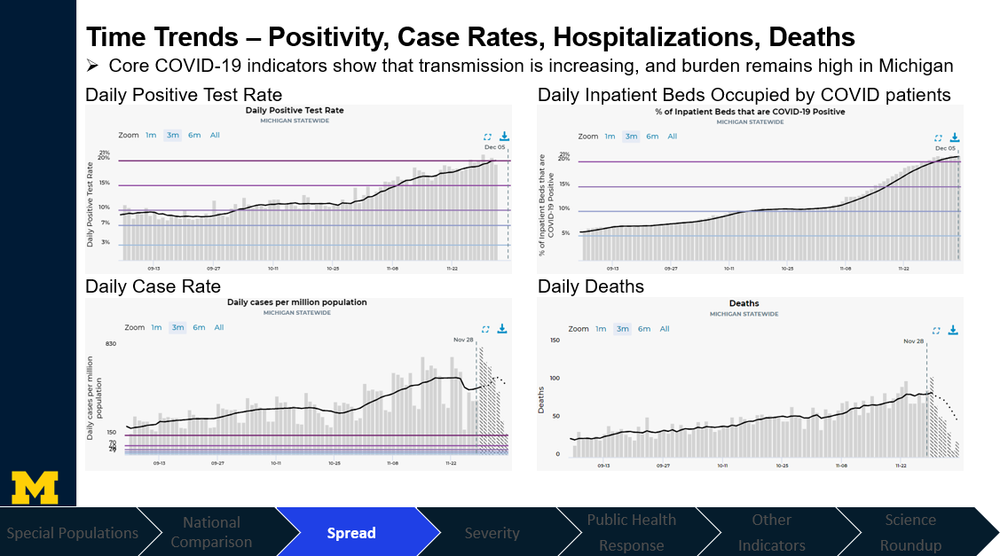 Time Trends – Positivity, Case Rates, Hospitalizations, Deaths
➢ Core COVID-19 indicators show that transmission is increasing, and burden remains high in Michigan
Daily Positive Test Rate
Daily Positive Test Rate
MICHIGAN STATEWIDE
Zoom 1m 3m 6m All
Dec 05
Daily Positive Test Rate
21%
20%
15%
10%
7%
3%
09-13 09-27 10-11 10-25 11-08 11-22
Daily Inpatient Beds Occupied by COVID patients
% of Inpatient Beds that are COVID-19 Positive
MICHIGAN STATEWIDE
Zoom 1m 3m 6m All
Dec 05
% of Inpatient Beds that are
COVID-19 Positive
21%
20%
15%
10%
5%
09-13 09-27 10-11 10-25 11-08 11-22
Daily Case Rate
Daily cases per million population
MICHIGAN STATEWIDE
Zoom 1m 3m 6m All
Nov 28
Daily cases per million
population
830
150
70
09-13 09-27 10-11 10-25 11-08 11-22
Daily Deaths
Deaths
MICHIGAN STATEWIDE
Zoom 1m 3m 6m All
Nov 28
Deaths
150
100
50
0
09-13 09-27 10-11 10-25 11-08 11-22
M
Special Populations
National
Comparison
Spread
Severity
Public Health
Response
Other
Indicators
Science
Roundup